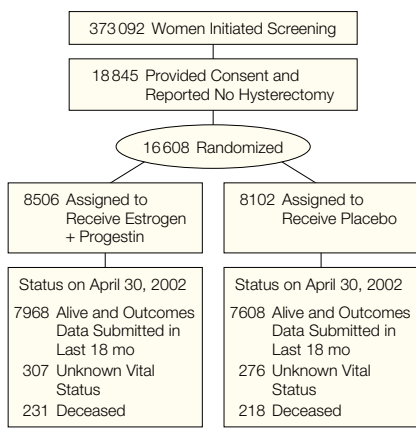 373 092 Women Initiated Screening
18 845 Provided Consent and
Reported No Hysterectomy
16 608 Randomized
8506 Assigned to
Receive Estrogen
+ Progestin
8102 Assigned to
Receive Placebo
Status on April 30, 2002
7968 Alive and Outcomes
Data Submitted in
Last 18 mo
307 Unknown Vital
Status
231 Deceased
Status on April 30, 2002
7608 Alive and Outcomes
Data Submitted in
Last 18 mo
276 Unknown Vital
Status
218 Deceased